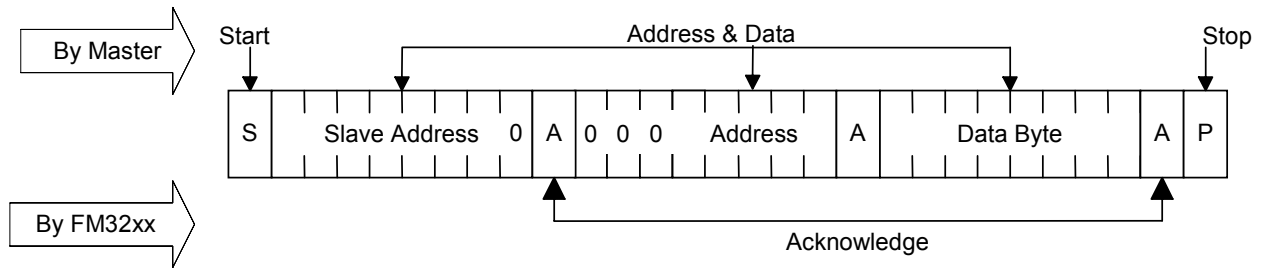 By Master
Start
Address & Data
Stop
S Slave Address 0 A 0 0 0 Address A Data Byte A P
By FM32xx
Acknowledge